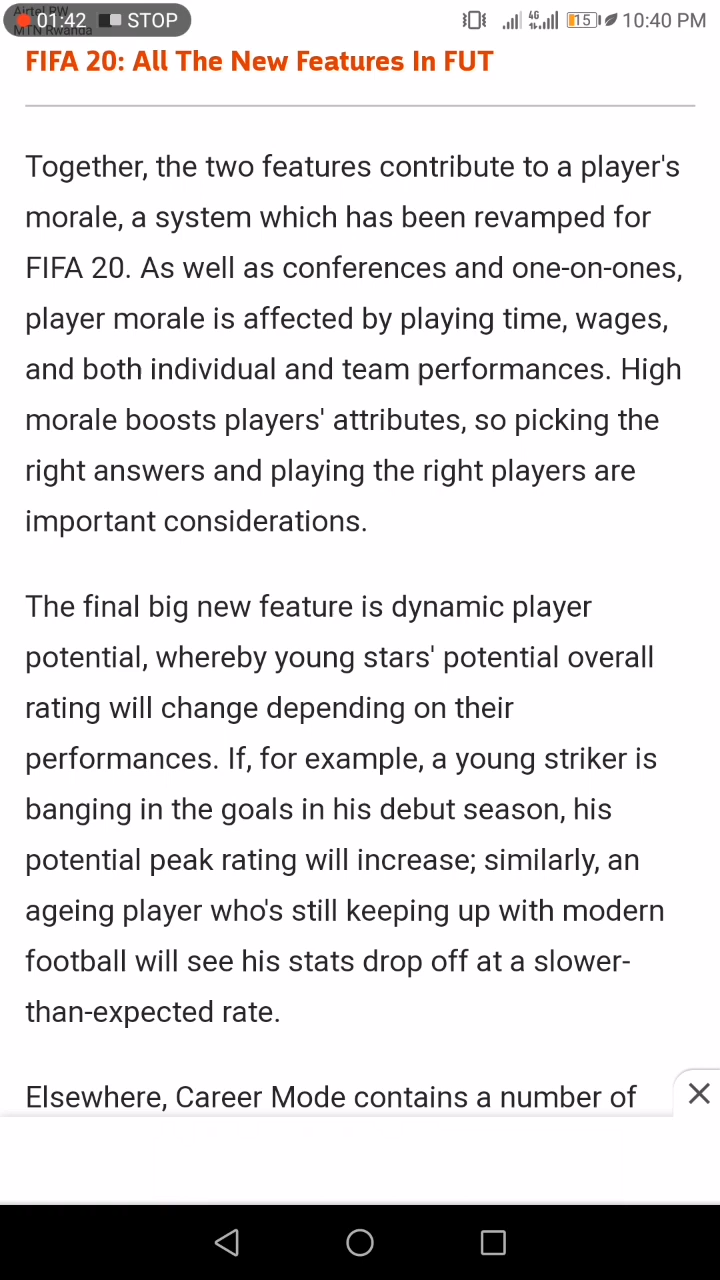 Airtel RW
MTN Rwanda
01:42 STOP
4G 15 10:40 PM
FIFA 20: All The New Features In FUT
Together, the two features contribute to a player's
morale, a system which has been revamped for
FIFA 20. As well as conferences and one-on-ones,
player morale is affected by playing time, wages,
and both individual and team performances. High
morale boosts players' attributes, so picking the
right answers and playing the right players are
important considerations.
The final big new feature is dynamic player
potential, whereby young stars' potential overall
rating will change depending on their
performances. If, for example, a young striker is
banging in the goals in his debut season, his
potential peak rating will increase; similarly, an
ageing player who's still keeping up with modern
football will see his stats drop off at a slower-
than-expected rate.
Elsewhere, Career Mode contains a number of